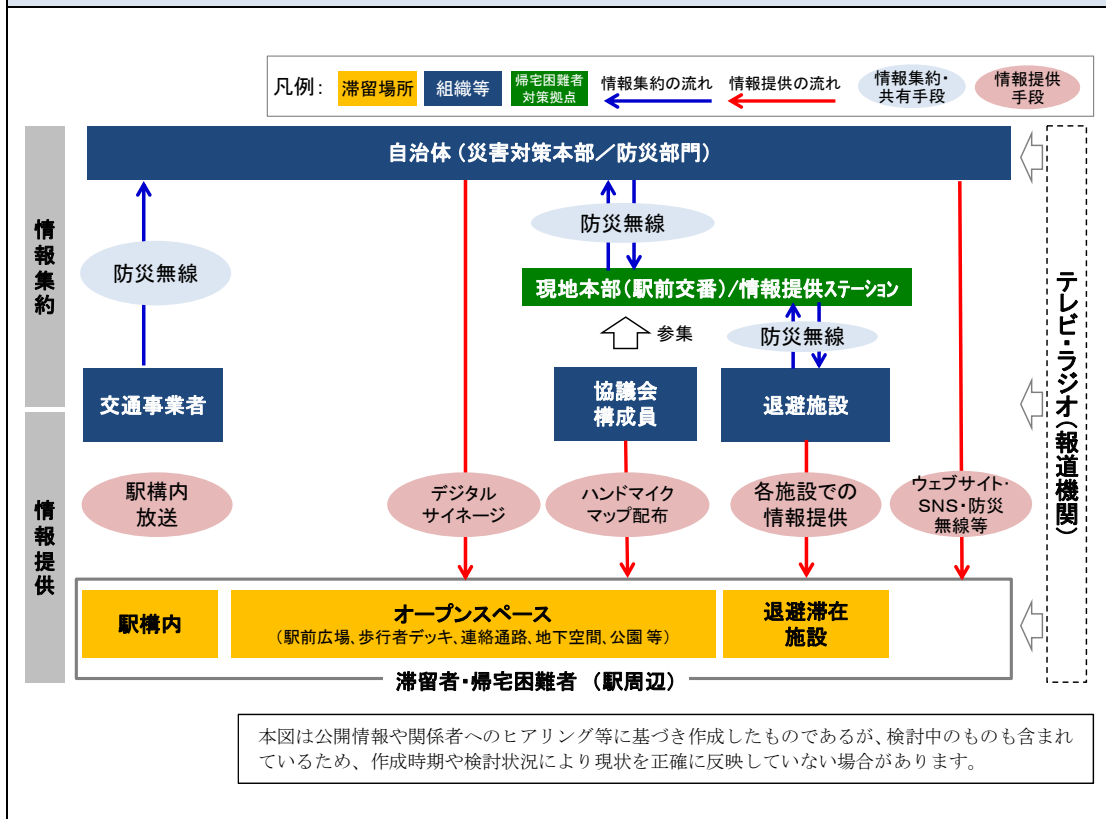 凡例：
滞留場所
組織等
帰宅困難者
対策拠点
情報集約の流れ
情報提供の流れ
情報集約・
共有手段
情報提供
手段
自治体（災害対策本部／防災部門）
情報集約
防災無線
防災無線
現地本部（駅前交番）/情報提供ステーション
参集
防災無線
交通事業者
協議会
構成員
退避施設
テレビ・ラジオ（報道機関）
情報提供
駅構内
放送
デジタル
サイネージ
ハンドマイク
マップ配布
各施設での
情報提供
ウェブサイト・
SNS・防災
無線等
駅構内
オープンスペース
（駅前広場、歩行者デッキ、連絡通路、地下空間、公園 等）
退避滞在
施設
滞留者・帰宅困難者 （駅周辺）
本図は公開情報や関係者へのヒアリング等に基づき作成したものであるが、検討中のものも含まれ
ているため、作成時期や検討状況により現状を正確に反映していない場合があります。